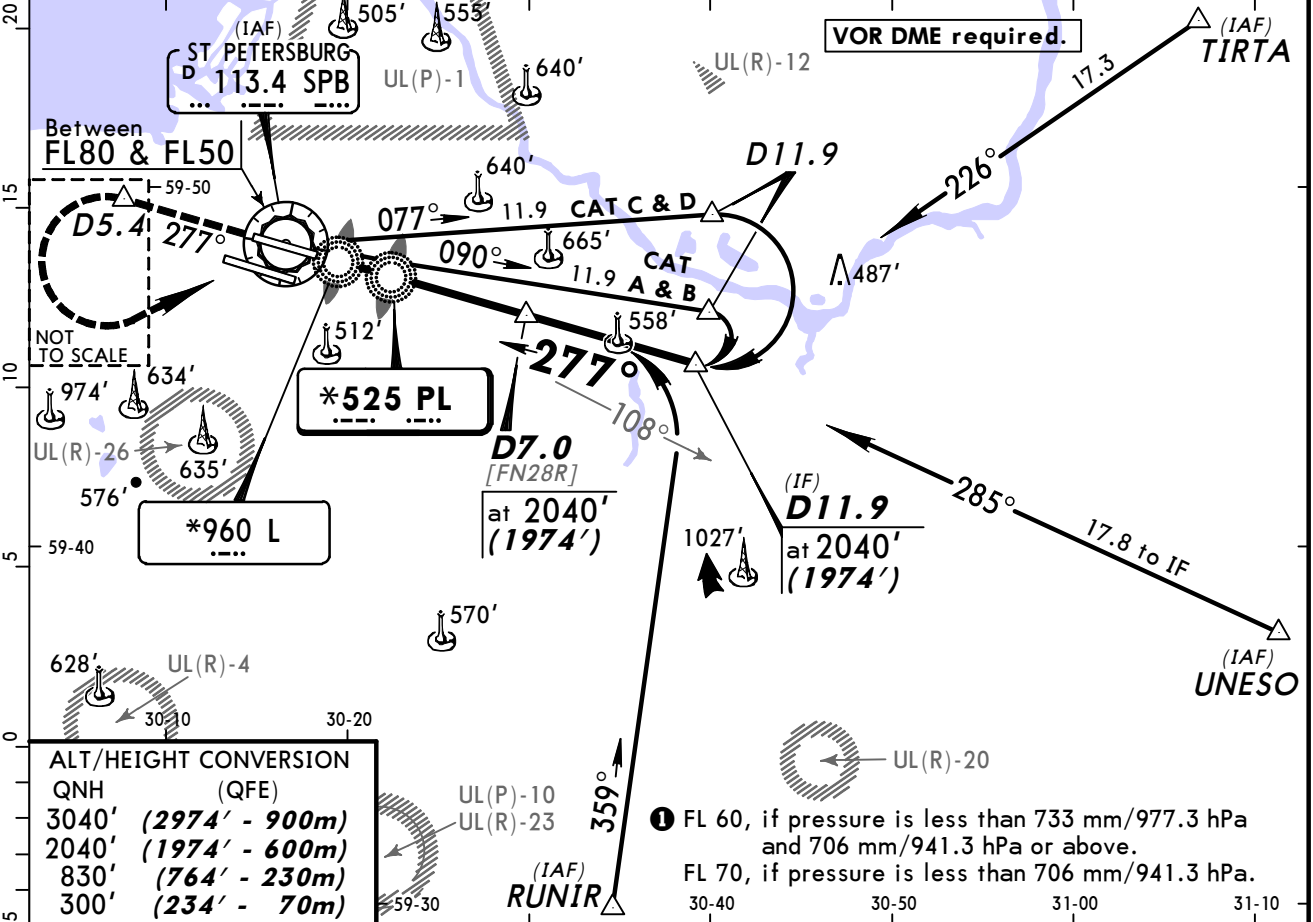 20
505'
555'
(IAF)
ST PETERSBURG
D 113.4 SPB
UL(P)-1
640'
UL(R)-12
VOR DME required.
17.3
(IAF)
TIRTA
Between
FL80 & FL50
15
59-50
D5.4
277°
640'
D11.9
226°
077°
11.9
CAT C & D
665'
090°
11.9
CAT
A & B
487'
NOT
TO SCALE
512'
558'
277°
10
974'
634'
*525 PL
108°
UL(R)-26
635'
576'
D7.0
[FN28R]
at 2040'
(1974')
(IF)
D11.9
at 2040'
(1974')
285°
17.8 to IF
*960 L
5
59-40
1027'
570'
(IAF)
UNESO
628'
UL(R)-4
30-10
30-20
0
ALT/HEIGHT CONVERSION
QNH (QFE)
3040' (2974' - 900m)
2040' (1974' - 600m)
830' (764' - 230m)
300' (234' - 70m)
UL(P)-10
UL(R)-23
359°
UL(R)-20
1 FL 60, if pressure is less than 733 mm/977.3 hPa
and 706 mm/941.3 hPa or above.
FL 70, if pressure is less than 706 mm/941.3 hPa.
(IAF)
RUNIR
5
59-30
30-40
30-50
31-00
31-10